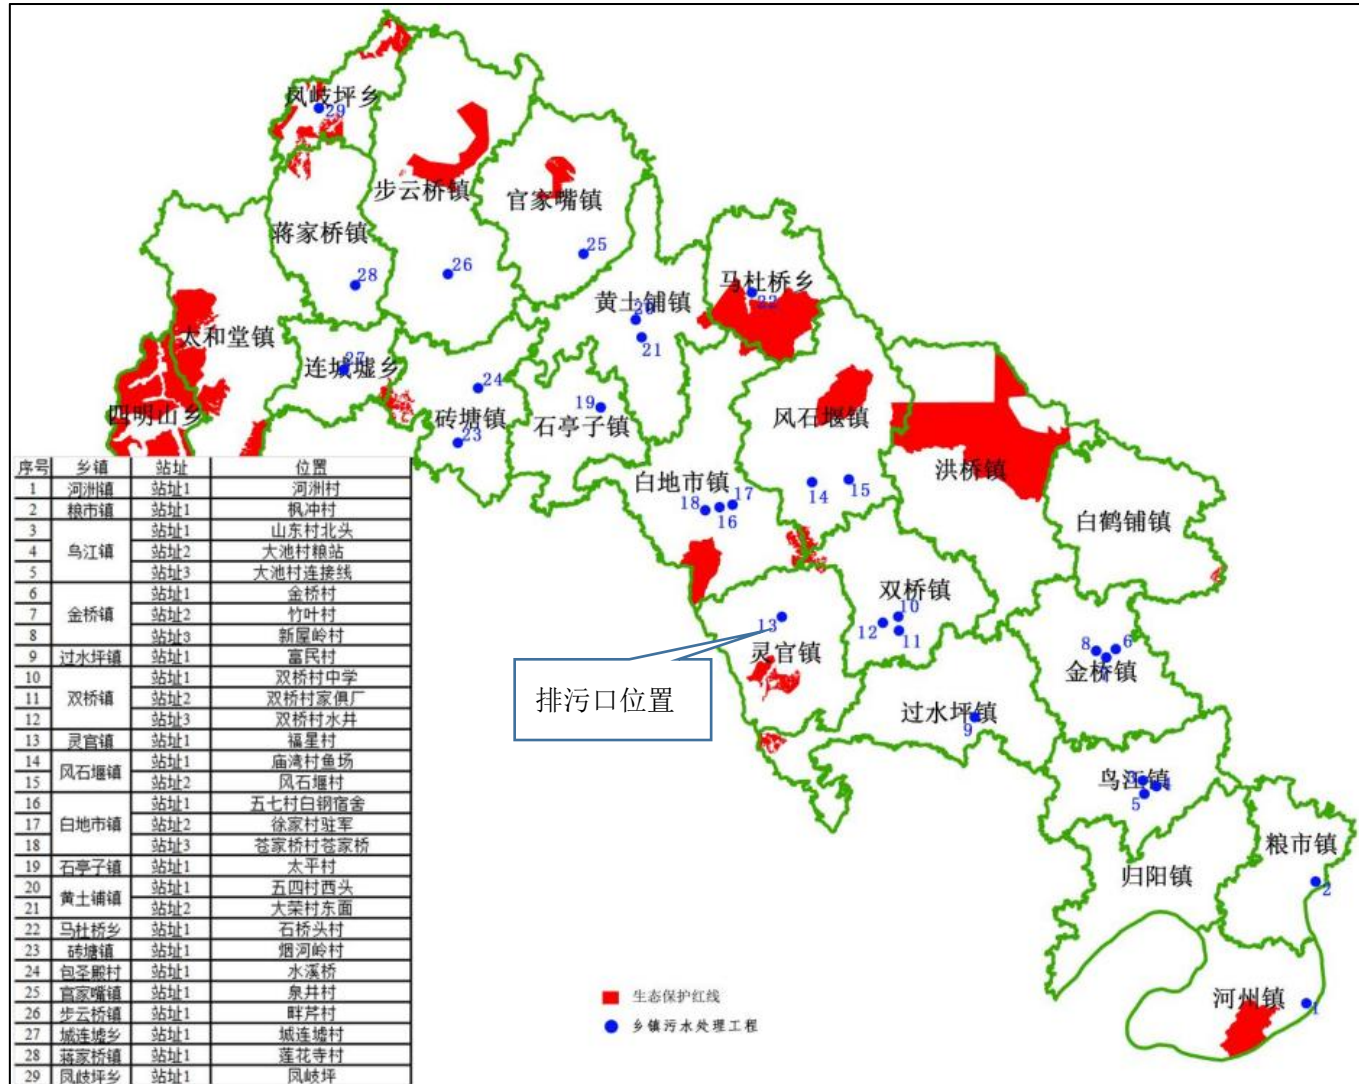 凤岐坪乡
29
步云桥镇
官家嘴镇
蒋家桥镇
25
26
28
马杜桥乡
22
黄土铺镇
20
21
太和堂镇
连城墟乡
27
24
四明山乡
砖塘镇
23
19
石亭子镇
风石堰镇
14
15
洪桥镇
白地市镇
17
18
16
白鹤铺镇
双桥镇
10
12
11
13
灵官镇
8
6
金桥镇
7
排污口位置
过水坪镇
9
鸟江镇
3
4
5
粮市镇
2
归阳镇
河州镇
1
生态保护红线
乡镇污水处理工程
序号 乡镇 站址 位置
1 河洲镇 站址1 河洲村
2 粮市镇 站址1 枫冲村
3 站址1 山东村北头
4 鸟江镇 站址2 大池村粮站
5 站址3 大池村连接线
6 站址1 金桥村
7 金桥镇 站址2 竹叶村
8 站址3 新屋岭村
9 过水坪镇 站址1 富民村
10 站址1 双桥村中学
11 双桥镇 站址2 双桥村家俱厂
12 站址3 双桥村水井
13 灵官镇 站址1 福星村
14 风石堰镇 站址1 庙湾村鱼场
15 站址2 风石堰村
16 站址1 五七村白钢宿舍
17 白地市镇 站址2 徐家村驻军
18 站址3 苍家桥村苍家桥
19 石亭子镇 站址1 太平村
20 黄土铺镇 站址1 五四村西头
21 站址2 大荣村东面
22 马杜桥乡 站址1 石桥头村
23 砖塘镇 站址1 烟河岭村
24 包圣殿村 站址1 水溪桥
25 官家嘴镇 站址1 泉井村
26 步云桥镇 站址1 畔芹村
27 城连墟乡 站址1 城连墟村
28 蒋家桥镇 站址1 莲花寺村
29 凤歧坪乡 站址1 凤岐坪